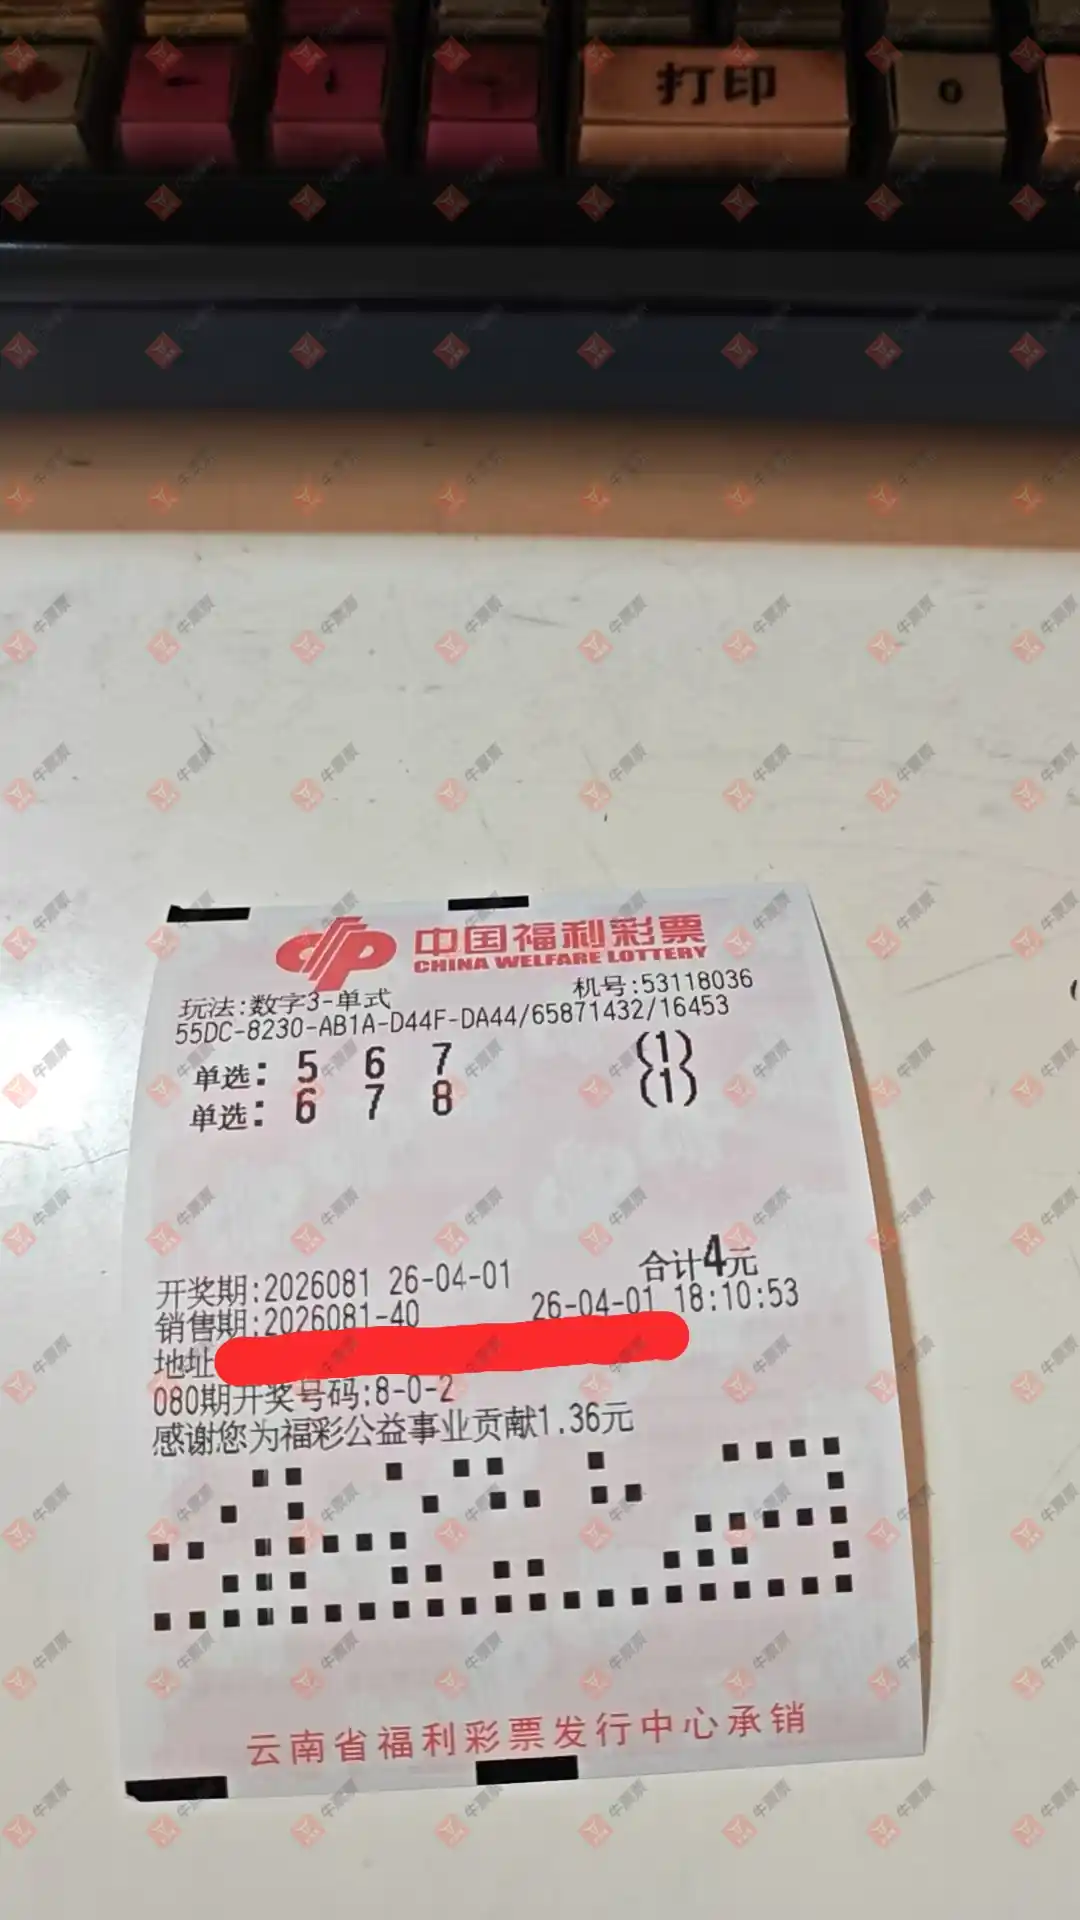 打印
0
中国福利彩票
CHINA WELFARE LOTTERY
玩法:数字3-单式 机号:53118036
55DC-8230-AB1A-D44F-DA44/65871432/16453
单选: 5 6 7 (1)
单选: 6 7 8 (1)
合计4元
开奖期:2026081 26-04-01
销售期:2026081-40 26-04-01 18:10:53
地址
080期开奖号码:8-0-2
感谢您为福彩公益事业贡献1.36元
云南省福利彩票发行中心承销
牛票票